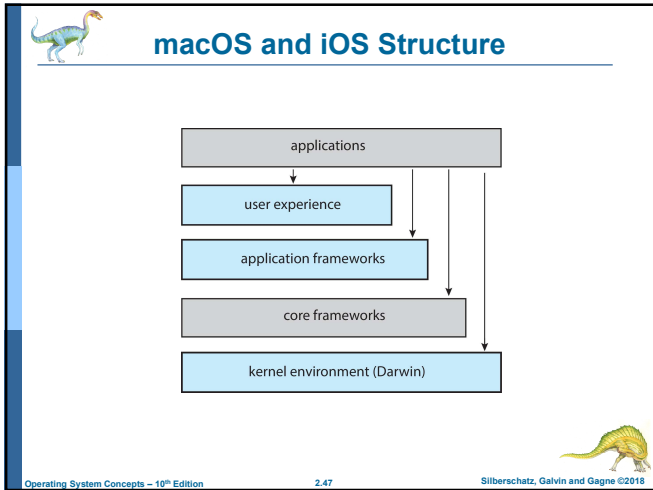 macOS and iOS Structure
applications
user experience
application frameworks
core frameworks
kernel environment (Darwin)
Operating System Concepts – 10th Edition
2.47
Silberschatz, Galvin and Gagne ©2018